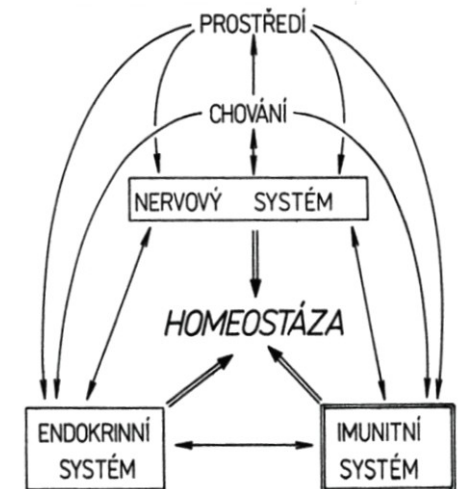 PROSTŘEDÍ
CHOVÁNÍ
NERVOVÝ SYSTÉM
HOMEOSTÁZA
ENDOKRINNÍ
SYSTÉM
IMUNITNÍ
SYSTÉM